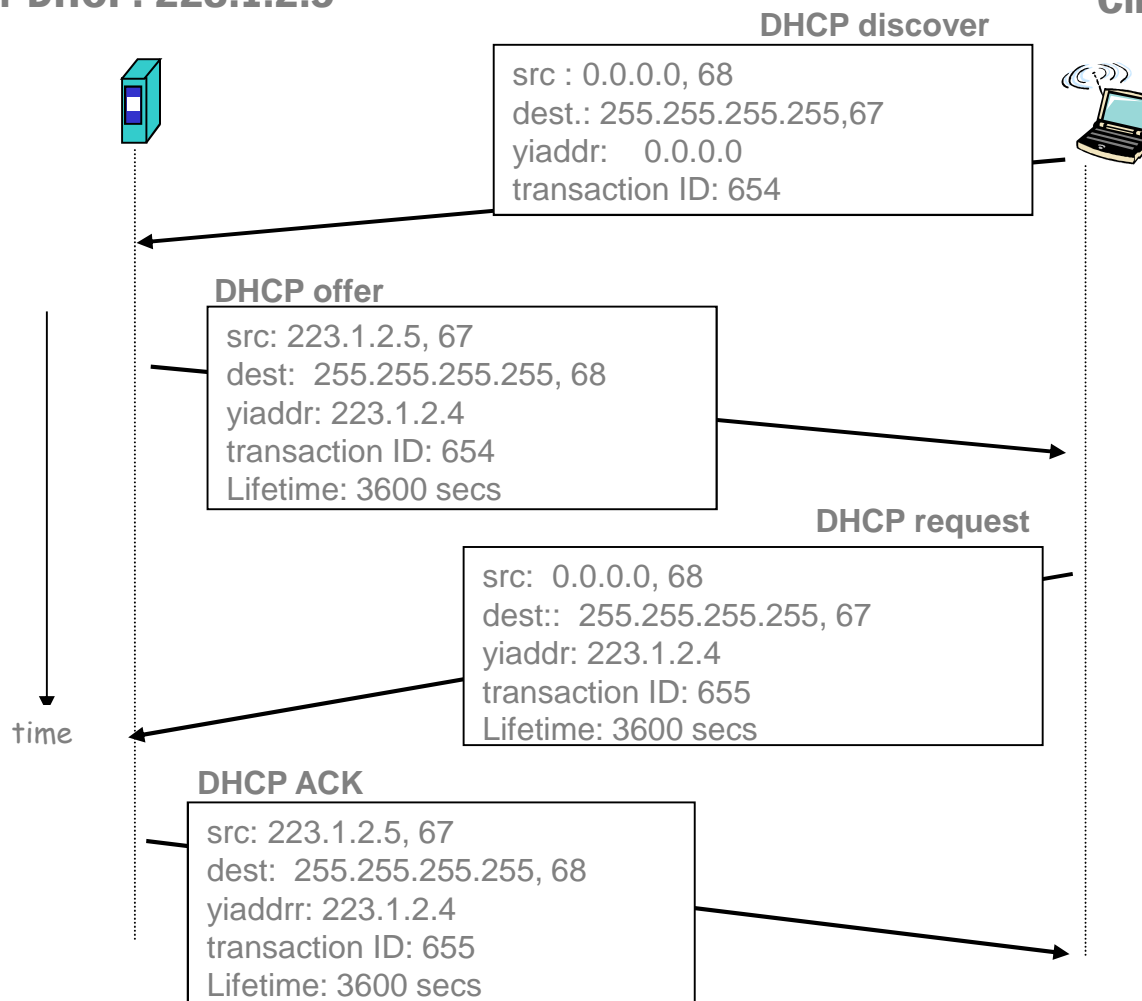 DHCP: 223.1.2.5
DHCP discover
src : 0.0.0.0, 68
dest.: 255.255.255.255,67
yiaddr: 0.0.0.0
transaction ID: 654
DHCP offer
src: 223.1.2.5, 67
dest: 255.255.255.255, 68
yiaddr: 223.1.2.4
transaction ID: 654
Lifetime: 3600 secs
DHCP request
src: 0.0.0.0, 68
dest:: 255.255.255.255, 67
yiaddr: 223.1.2.4
transaction ID: 655
Lifetime: 3600 secs
time
DHCP ACK
src: 223.1.2.5, 67
dest: 255.255.255.255, 68
yiaddrr: 223.1.2.4
transaction ID: 655
Lifetime: 3600 secs